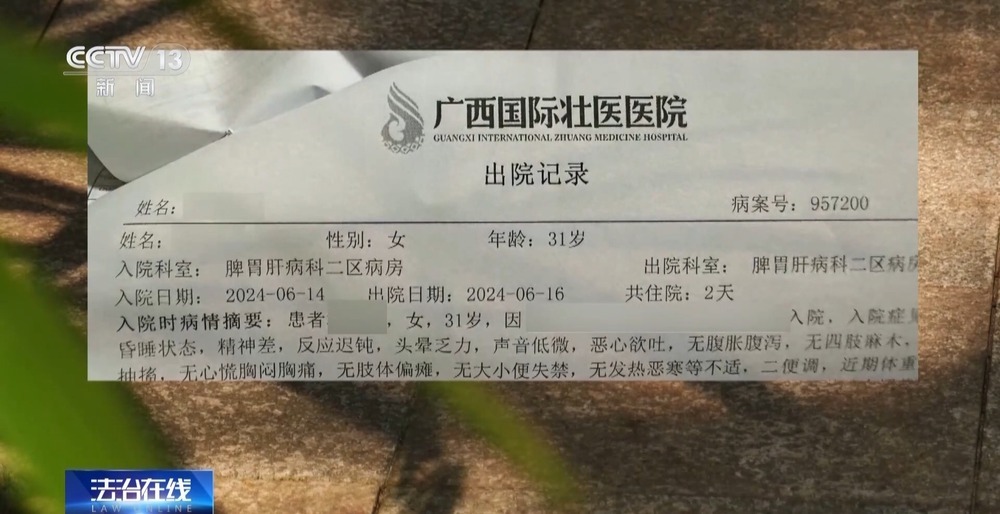 CCTV 13
新闻
广西国际壮医医院
GUANGXI INTERNATIONAL ZHUANG MEDICINE HOSPITAL
出院记录
姓名: 病案号: 957200
姓名: 性别: 女 年龄: 31岁
入院科室: 脾胃肝病科二区病房 出院科室: 脾胃肝病科二区病房
入院日期: 2024-06-14 出院日期: 2024-06-16 共住院: 2天
入院时病情摘要: 患者 , 女, 31岁, 因 入院, 入院症见
昏睡状态, 精神差, 反应迟钝, 头晕乏力, 声音低微, 恶心欲吐, 无腹胀腹泻, 无四肢麻木,
抽搐, 无心慌胸闷胸痛, 无肢体偏瘫, 无大小便失禁, 无发热恶寒等不适, 二便调, 近期体重
法治在线
LAW ONLINE